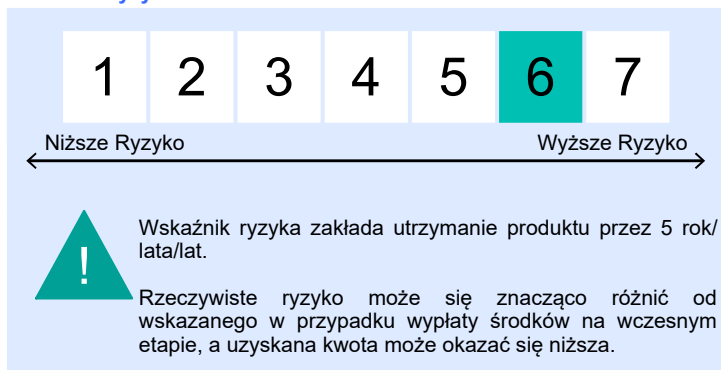 1 2 3 4 5 6 7
Niższe Ryzyko Wyższe Ryzyko
!
Wskaźnik ryzyka zakłada utrzymanie produktu przez 5 rok/
lata/lat.
Rzeczywiste ryzyko może się znacząco różnić od
wskazanego w przypadku wypłaty środków na wczesnym
etapie, a uzyskana kwota może okazać się niższa.